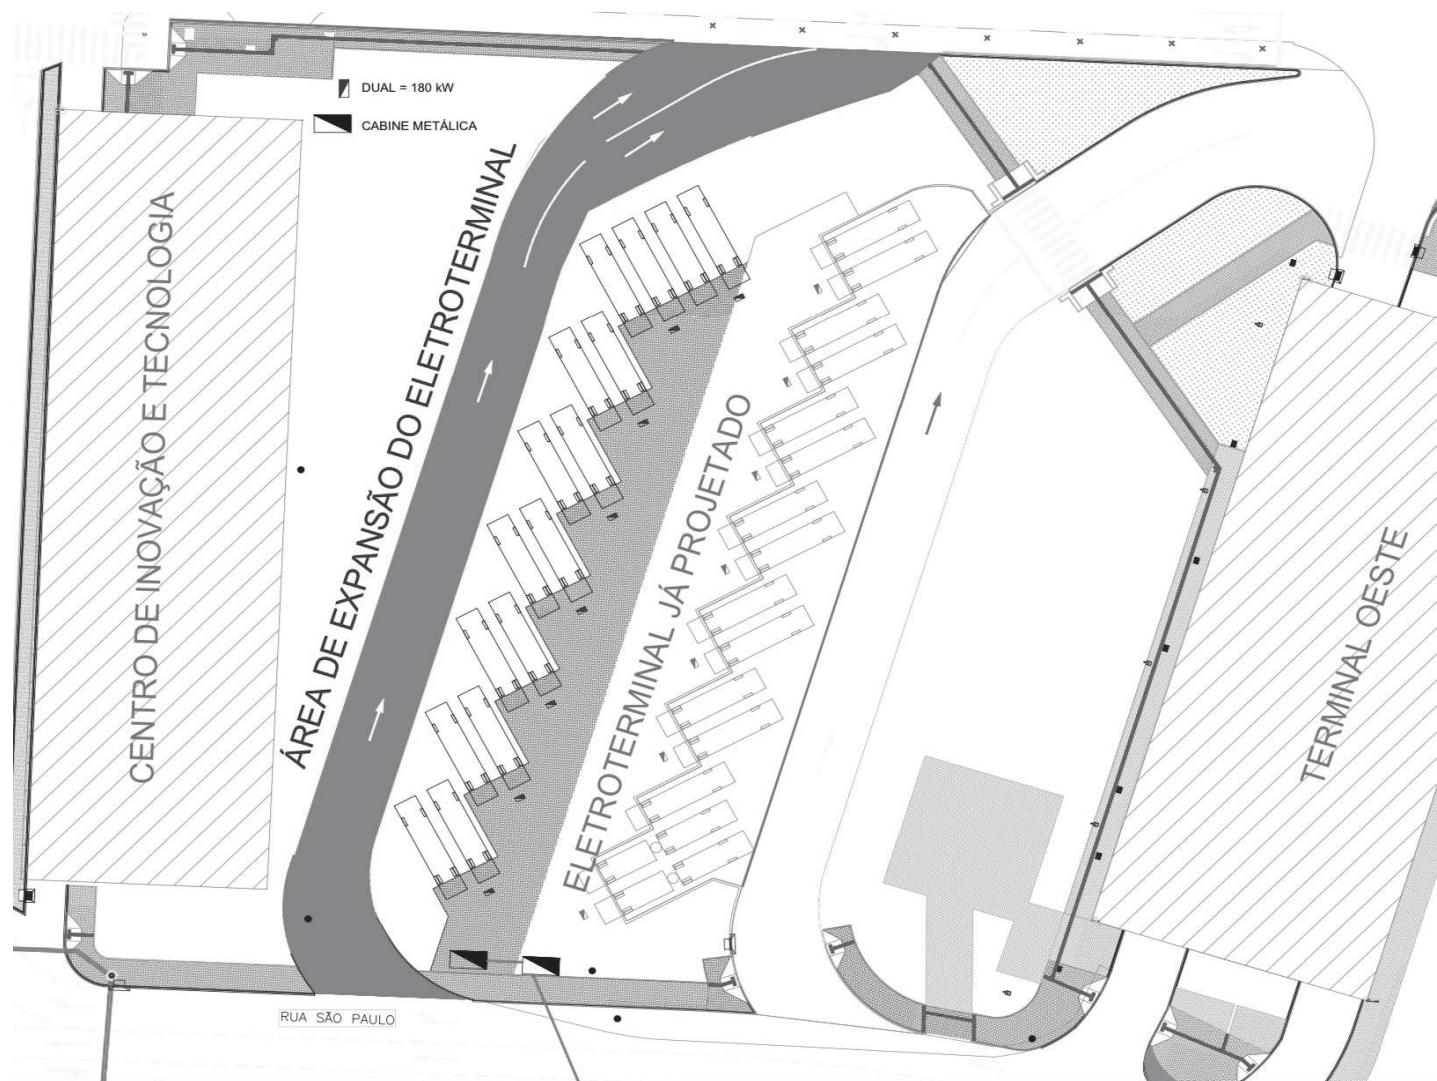 DUAL = 180 kW
CABINE METÁLICA
CENTRO DE INOVAÇÃO E TECNOLOGIA
ÁREA DE EXPANSÃO DO ELETROTERMINAL
ELETROTERMINAL JÁ PROJETADO
TERMINAL OESTE
RUA SÃO PAULO